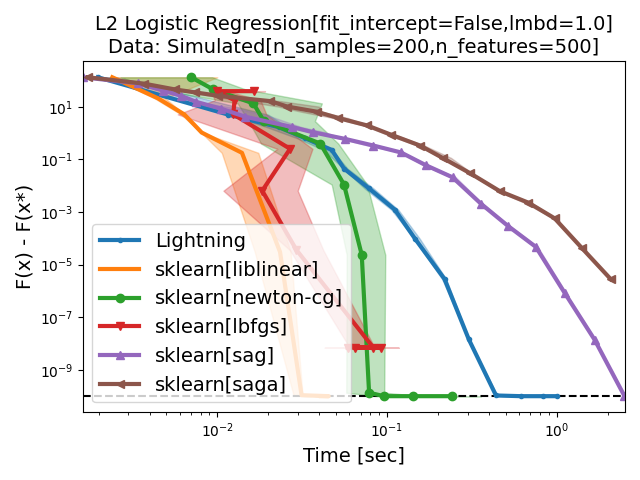 L2 Logistic Regression[fit_intercept=False,lmbd=1.0]
Data: Simulated[n_samples=200,n_features=500]
F(x) - F(x*)
10¹
10⁻¹
10⁻³
10⁻⁵
10⁻⁷
10⁻⁹
Lightning
sklearn[liblinear]
sklearn[newton-cg]
sklearn[lbfgs]
sklearn[sag]
sklearn[saga]
10⁻²
10⁻¹
10⁰
Time [sec]